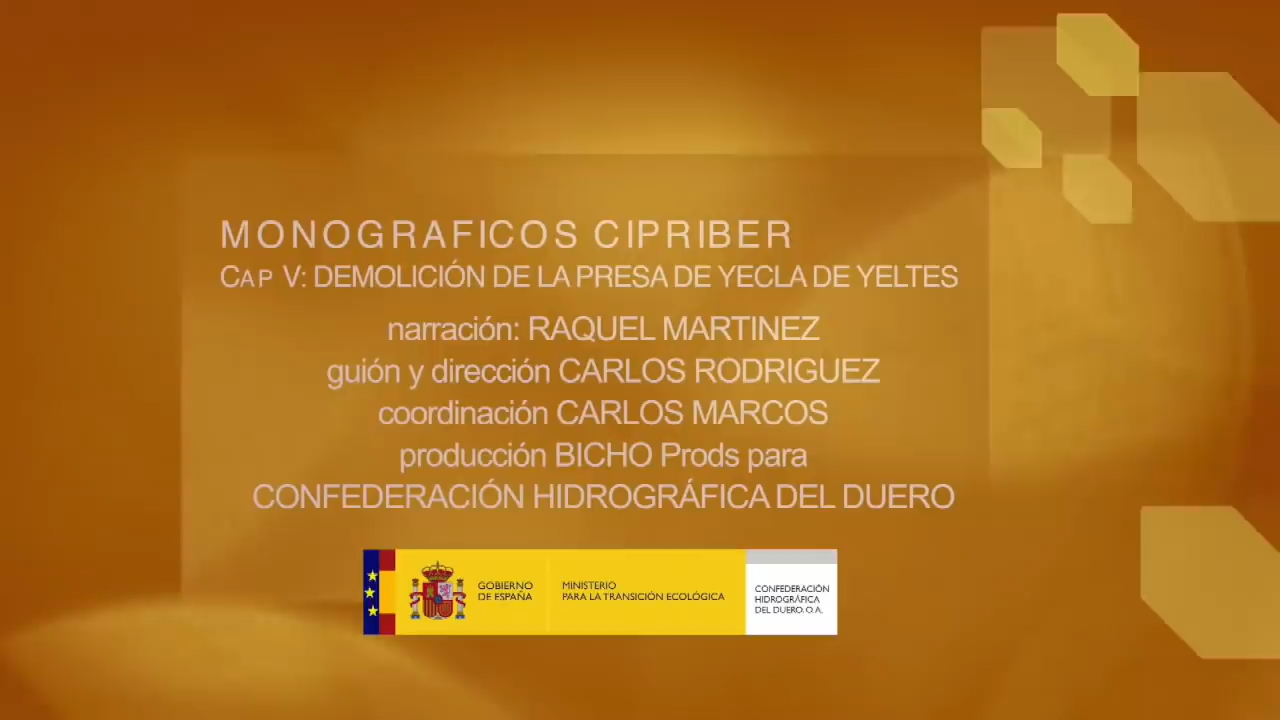 MONOGRAFICOS CIPRIBER
CAP V: DEMOLICIÓN DE LA PRESA DE YECLA DE YELTES
narración: RAQUEL MARTINEZ
guión y dirección CARLOS RODRIGUEZ
coordinación CARLOS MARCOS
producción BICHO Prods para
CONFEDERACIÓN HIDROGRÁFICA DEL DUERO
GOBIERNO
DE ESPAÑA
MINISTERIO
PARA LA TRANSICIÓN ECOLÓGICA
CONFEDERACIÓN
HIDROGRÁFICA
DEL DUERO. O.A.